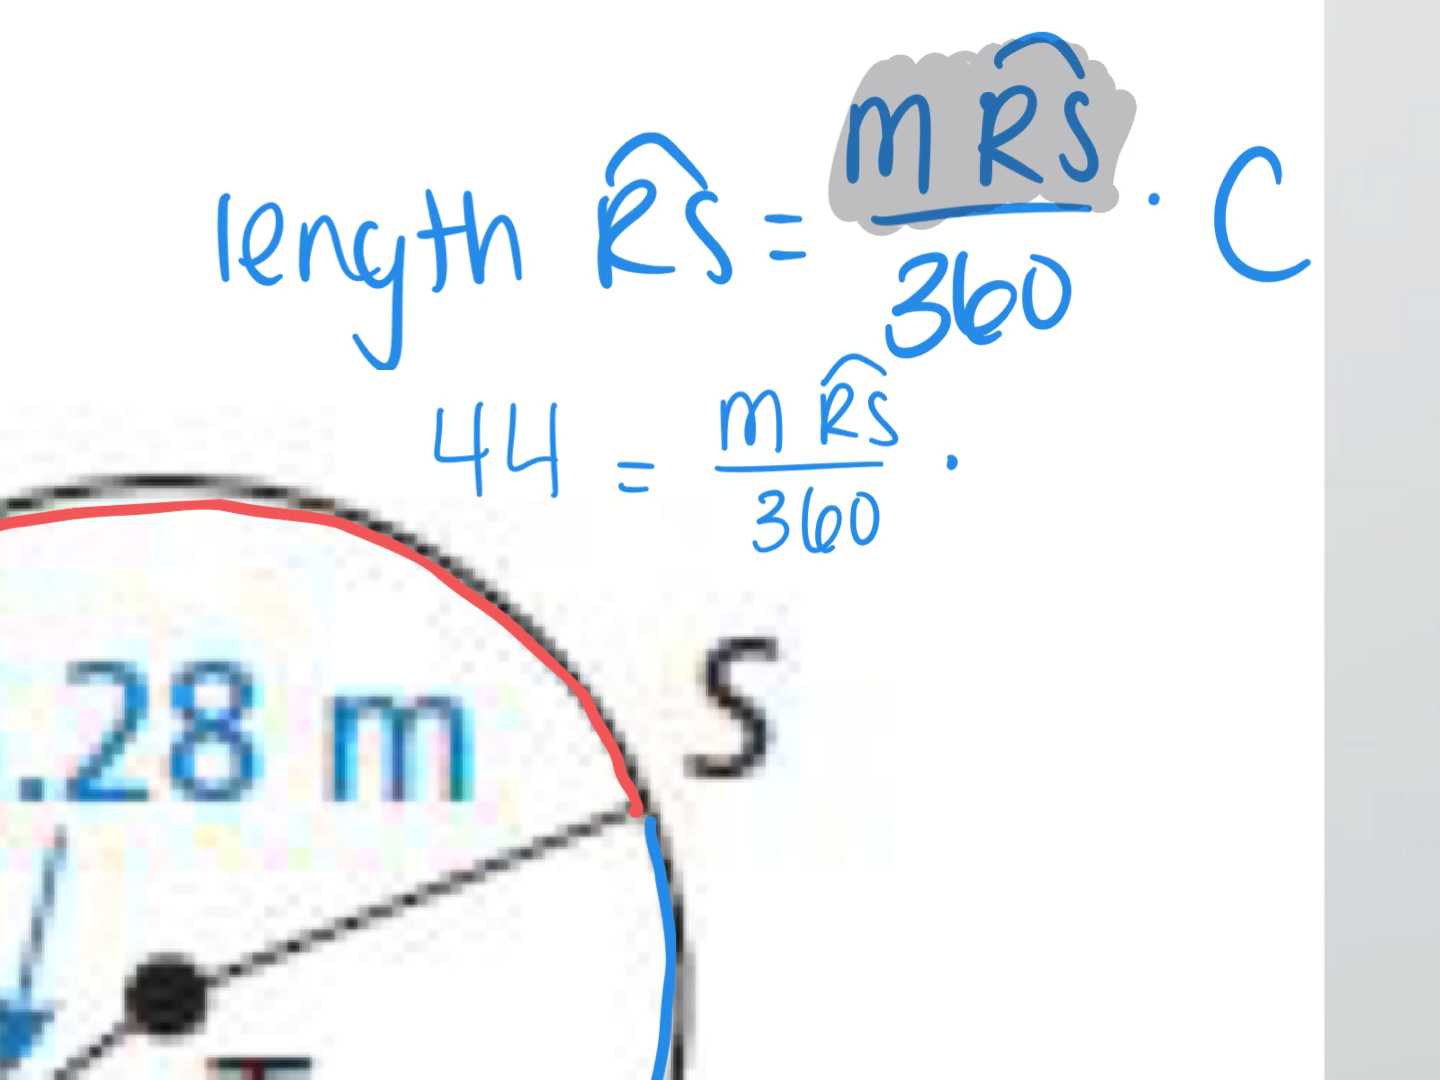 length R͡S = m R͡S / 360 · C
44 = m R͡S / 360 ·
.28 m
S